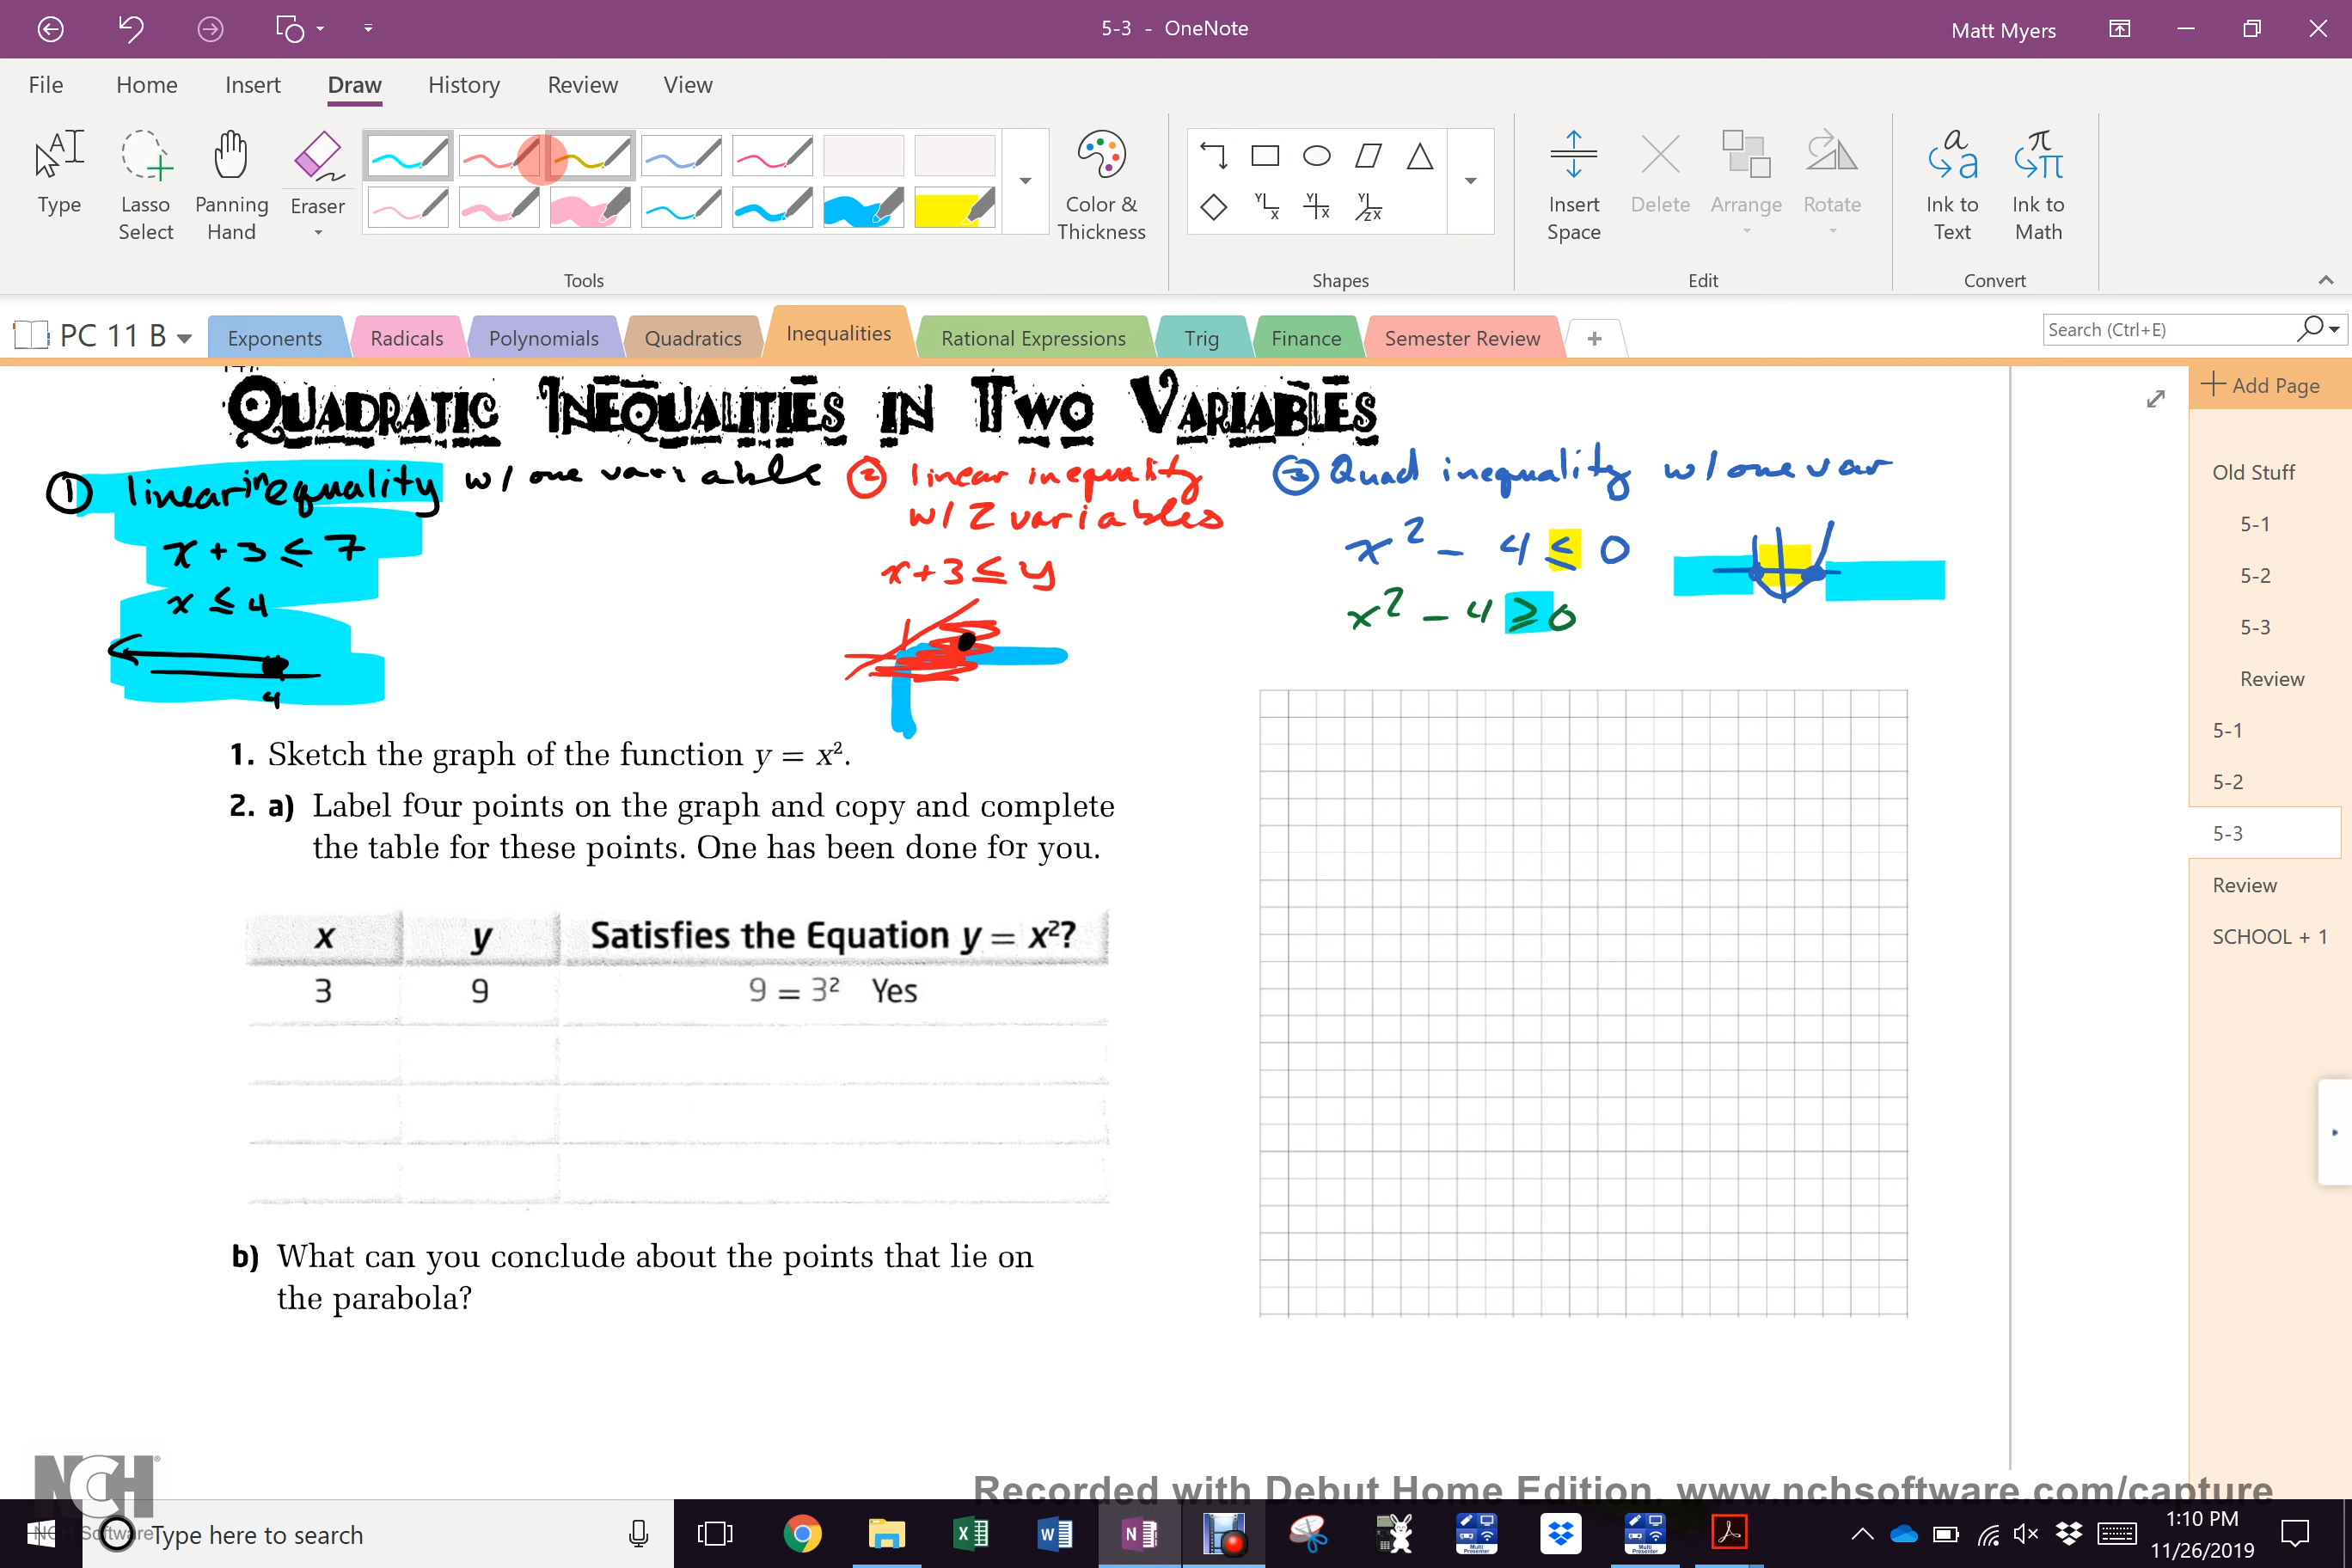 5-3 - OneNote
Matt Myers
File Home Insert Draw History Review View
Type
Lasso Select
Panning Hand
Eraser
Color & Thickness
Insert Space
Delete
Arrange
Rotate
Ink to Text
Ink to Math
Tools
Shapes
Edit
Convert
PC 11 B
Exponents
Radicals
Polynomials
Quadratics
Inequalities
Rational Expressions
Trig
Finance
Semester Review
+
Search (Ctrl+E)
Add Page
Old Stuff
5-1
5-2
5-3
Review
5-1
5-2
5-3
Review
SCHOOL + 1
QUADRATIC INEQUALITIES IN TWO VARIABLES
① linear inequality w/ one variable
x + 3 ≤ 7
x ≤ 4
4
② linear inequality
w/ 2 variables
x + 3 ≤ y
③ Quad inequality w/ one var
x² - 4 ≤ 0
x² - 4 ≥ 0
1. Sketch the graph of the function y = x².
2. a) Label four points on the graph and copy and complete
the table for these points. One has been done for you.
x y Satisfies the Equation y = x²?
3 9 9 = 3² Yes
b) What can you conclude about the points that lie on
the parabola?
NCH
NCH Software
Recorded with Debut Home Edition. www.nchsoftware.com/capture
Type here to search
1:10 PM
11/26/2019